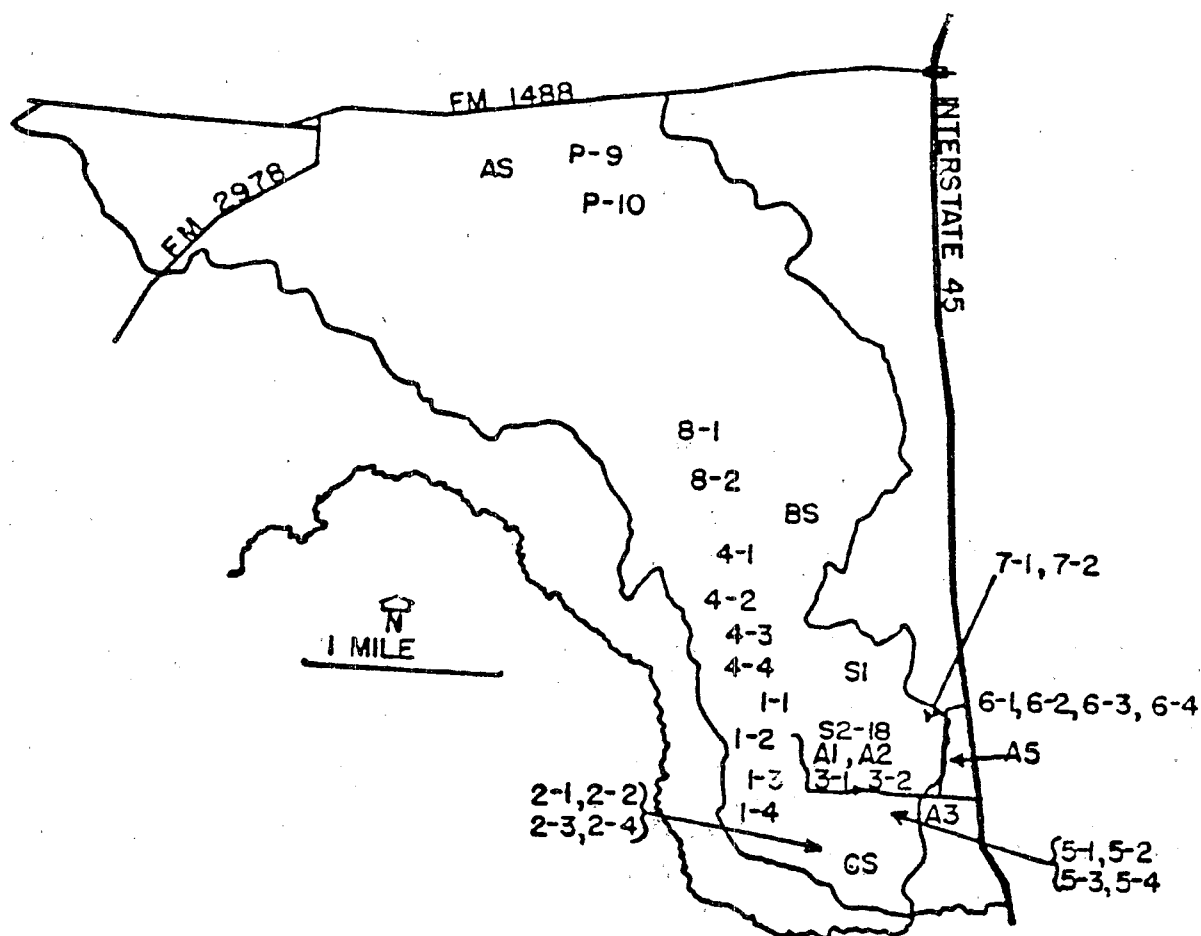 FM 1488
INTERSTATE 45
AS
P-9
P-10
FM 2978
8-1
8-2
BS
4-1
7-1, 7-2
4-2
N
4-3
1 MILE
4-4
S1
1-1
6-1, 6-2, 6-3, 6-4
1-2
S2-18
A1, A2
A5
1-3
3-1, 3-2
2-1, 2-2
2-3, 2-4
1-4
A3
5-1, 5-2
5-3, 5-4
CS